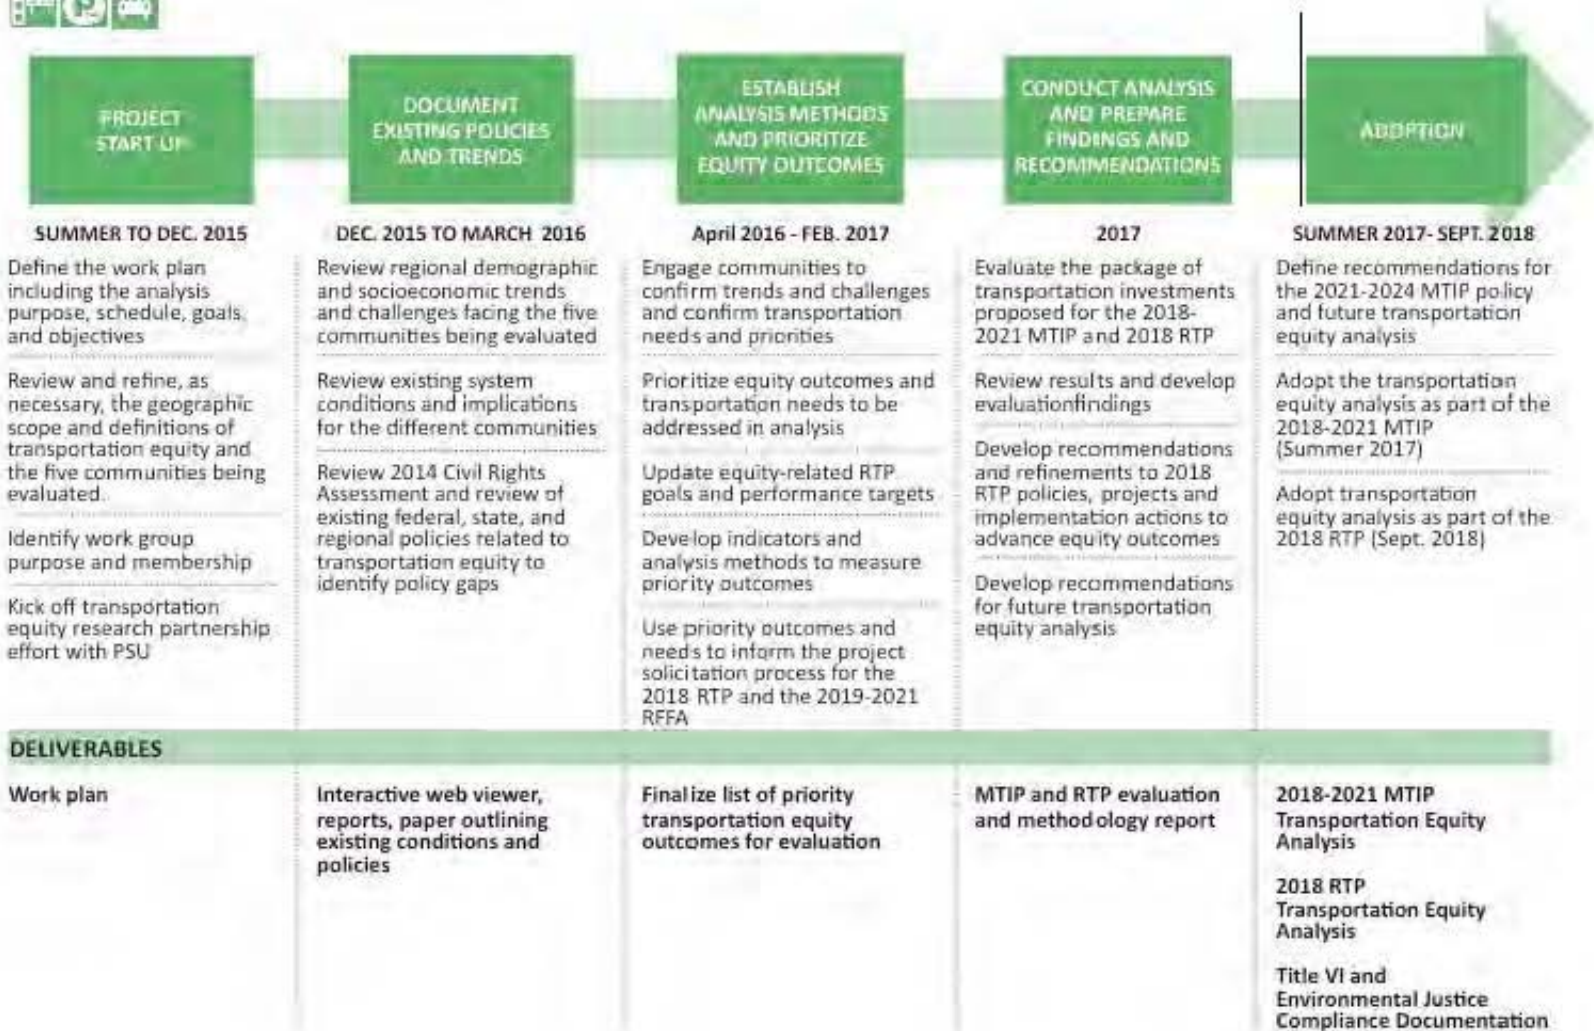 PROJECT
START UP
DOCUMENT
EXISTING POLICIES
AND TRENDS
ESTABLISH
ANALYSIS METHODS
AND PRIORITIZE
EQUITY OUTCOMES
CONDUCT ANALYSIS
AND PREPARE
FINDINGS AND
RECOMMENDATIONS
ADOPTION
SUMMER TO DEC. 2015
Define the work plan
including the analysis
purpose, schedule, goals,
and objectives
Review and refine, as
necessary, the geographic
scope and definitions of
transportation equity and
the five communities being
evaluated.
Identify work group
purpose and membership
Kick off transportation
equity research partnership
effort with PSU
DEC. 2015 TO MARCH 2016
Review regional demographic
and socioeconomic trends
and challenges facing the five
communities being evaluated
Review existing system
conditions and implications
for the different communities
Review 2014 Civil Rights
Assessment and review of
existing federal, state, and
regional policies related to
transportation equity to
identify policy gaps
April 2016 - FEB. 2017
Engage communities to
confirm trends and challenges
and confirm transportation
needs and priorities
Prioritize equity outcomes and
transportation needs to be
addressed in analysis
Update equity-related RTP
goals and performance targets
Develop indicators and
analysis methods to measure
priority outcomes
Use priority outcomes and
needs to inform the project
solicitation process for the
2018 RTP and the 2019-2021
RFFA
2017
Evaluate the package of
transportation investments
proposed for the 2018-
2021 MTIP and 2018 RTP
Review results and develop
evaluationfindings
Develop recommendations
and refinements to 2018
RTP policies, projects and
implementation actions to
advance equity outcomes
Develop recommendations
for future transportation
equity analysis
SUMMER 2017- SEPT. 2018
Define recommendations for
the 2021-2024 MTIP policy
and future transportation
equity analysis
Adopt the transportation
equity analysis as part of the
2018-2021 MTIP
(Summer 2017)
Adopt transportation
equity analysis as part of the
2018 RTP (Sept. 2018)
DELIVERABLES
Work plan
Interactive web viewer,
reports, paper outlining
existing conditions and
policies
Finalize list of priority
transportation equity
outcomes for evaluation
MTIP and RTP evaluation
and methodology report
2018-2021 MTIP
Transportation Equity
Analysis
2018 RTP
Transportation Equity
Analysis
Title VI and
Environmental Justice
Compliance Documentation